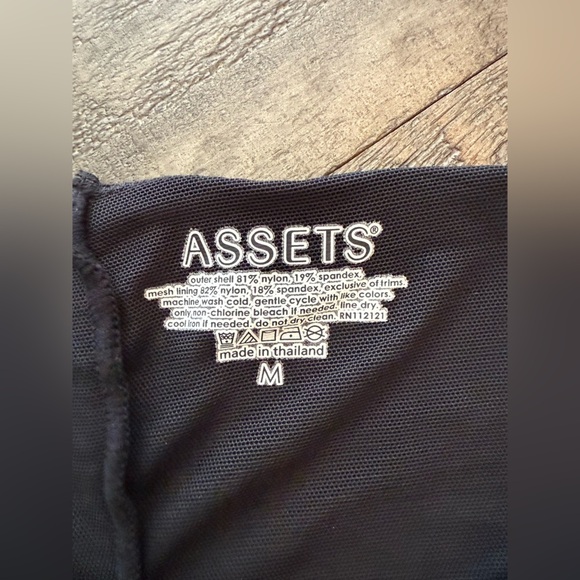 ASSETS®
outer shell 81% nylon, 19% spandex.
mesh lining 82% nylon, 18% spandex, exclusive of trims.
machine wash cold, gentle cycle with like colors.
only non-chlorine bleach if needed. line dry.
cool iron if needed. do not dry clean. RN112121
made in thailand
M